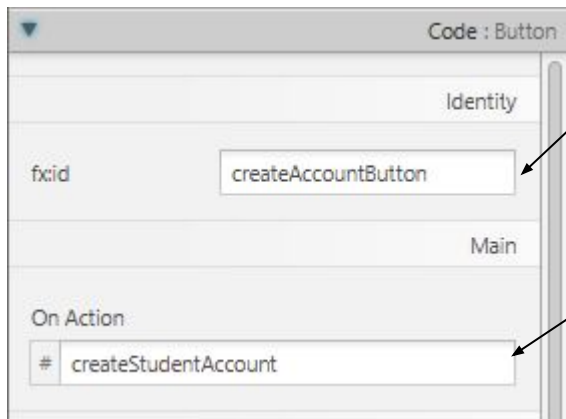 Code : Button
Identity
fx:id createAccountButton
Main
On Action
# createStudentAccount